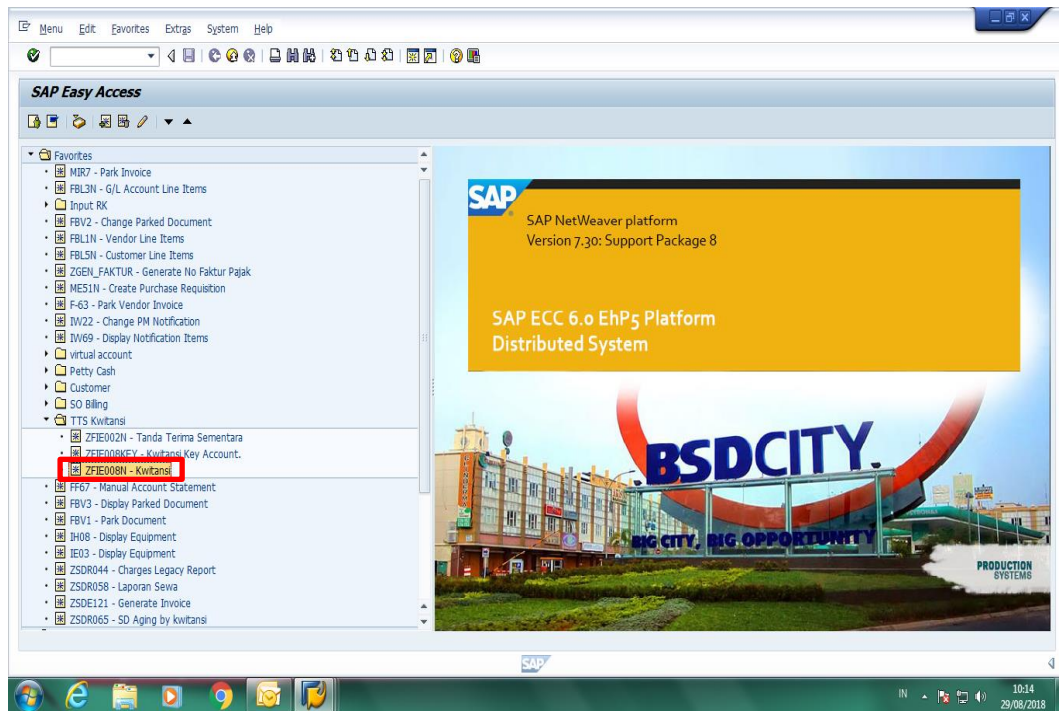 Menu Edit Favorites Extras System Help
SAP Easy Access
Favorites
MIR7 - Park Invoice
FBL3N - G/L Account Line Items
Input RK
FBV2 - Change Parked Document
FBL1N - Vendor Line Items
FBL5N - Customer Line Items
ZGEN_FAKTUR - Generate No Faktur Pajak
ME51N - Create Purchase Requisition
F-63 - Park Vendor Invoice
IW22 - Change PM Notification
IW69 - Display Notification Items
virtual account
Petty Cash
Customer
SO Billing
TTS Kwitansi
ZFIE002N - Tanda Terima Sementara
ZFIE008KEY - Kwitansi Key Account.
ZFIE008N - Kwitansi
FF67 - Manual Account Statement
FBV3 - Display Parked Document
FBV1 - Park Document
IH08 - Display Equipment
IE03 - Display Equipment
ZSDR044 - Charges Legacy Report
ZSDR058 - Laporan Sewa
ZSDE121 - Generate Invoice
ZSDR065 - SD Aging by kwitansi
SAP
SAP NetWeaver platform
Version 7.30: Support Package 8
SAP ECC 6.0 EhP5 Platform
Distributed System
BSDCITY
BIG CITY, BIG OPPORTUNITY
PRODUCTION
SYSTEMS
SAP
IN
10:14
29/08/2018